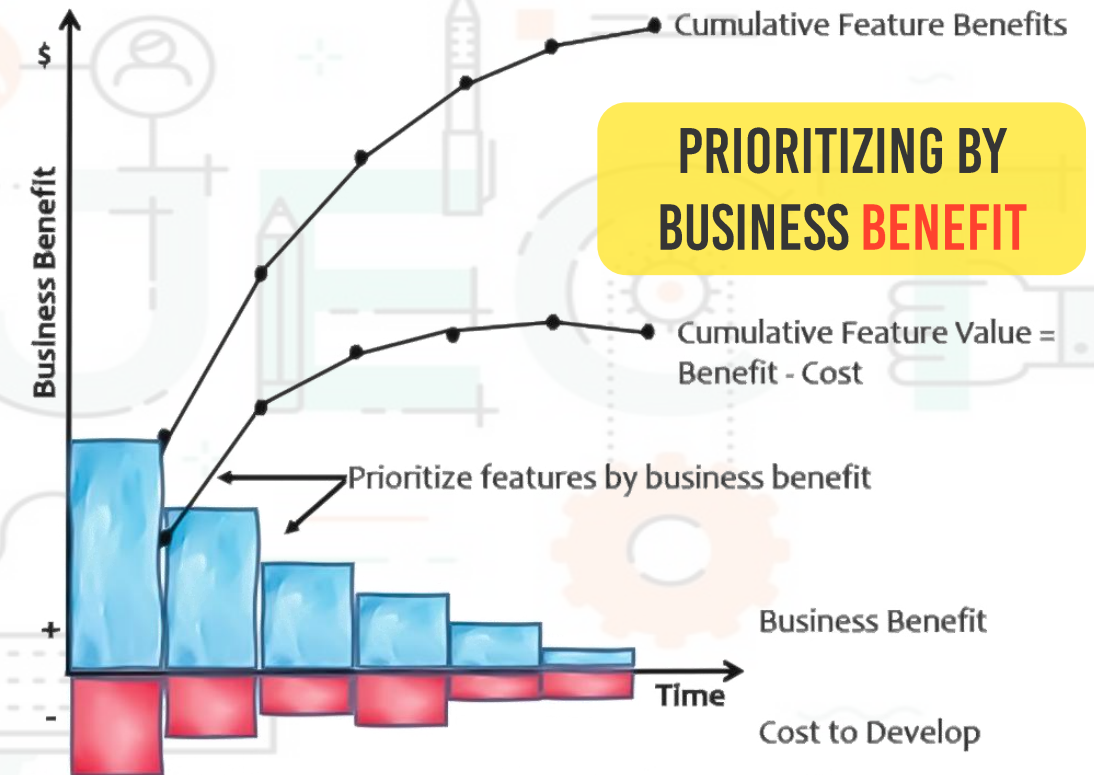 $
Cumulative Feature Benefits
PRIORITIZING BY
BUSINESS BENEFIT
Business Benefit
Cumulative Feature Value =
Benefit - Cost
Prioritize features by business benefit
+
Business Benefit
Time
-
Cost to Develop